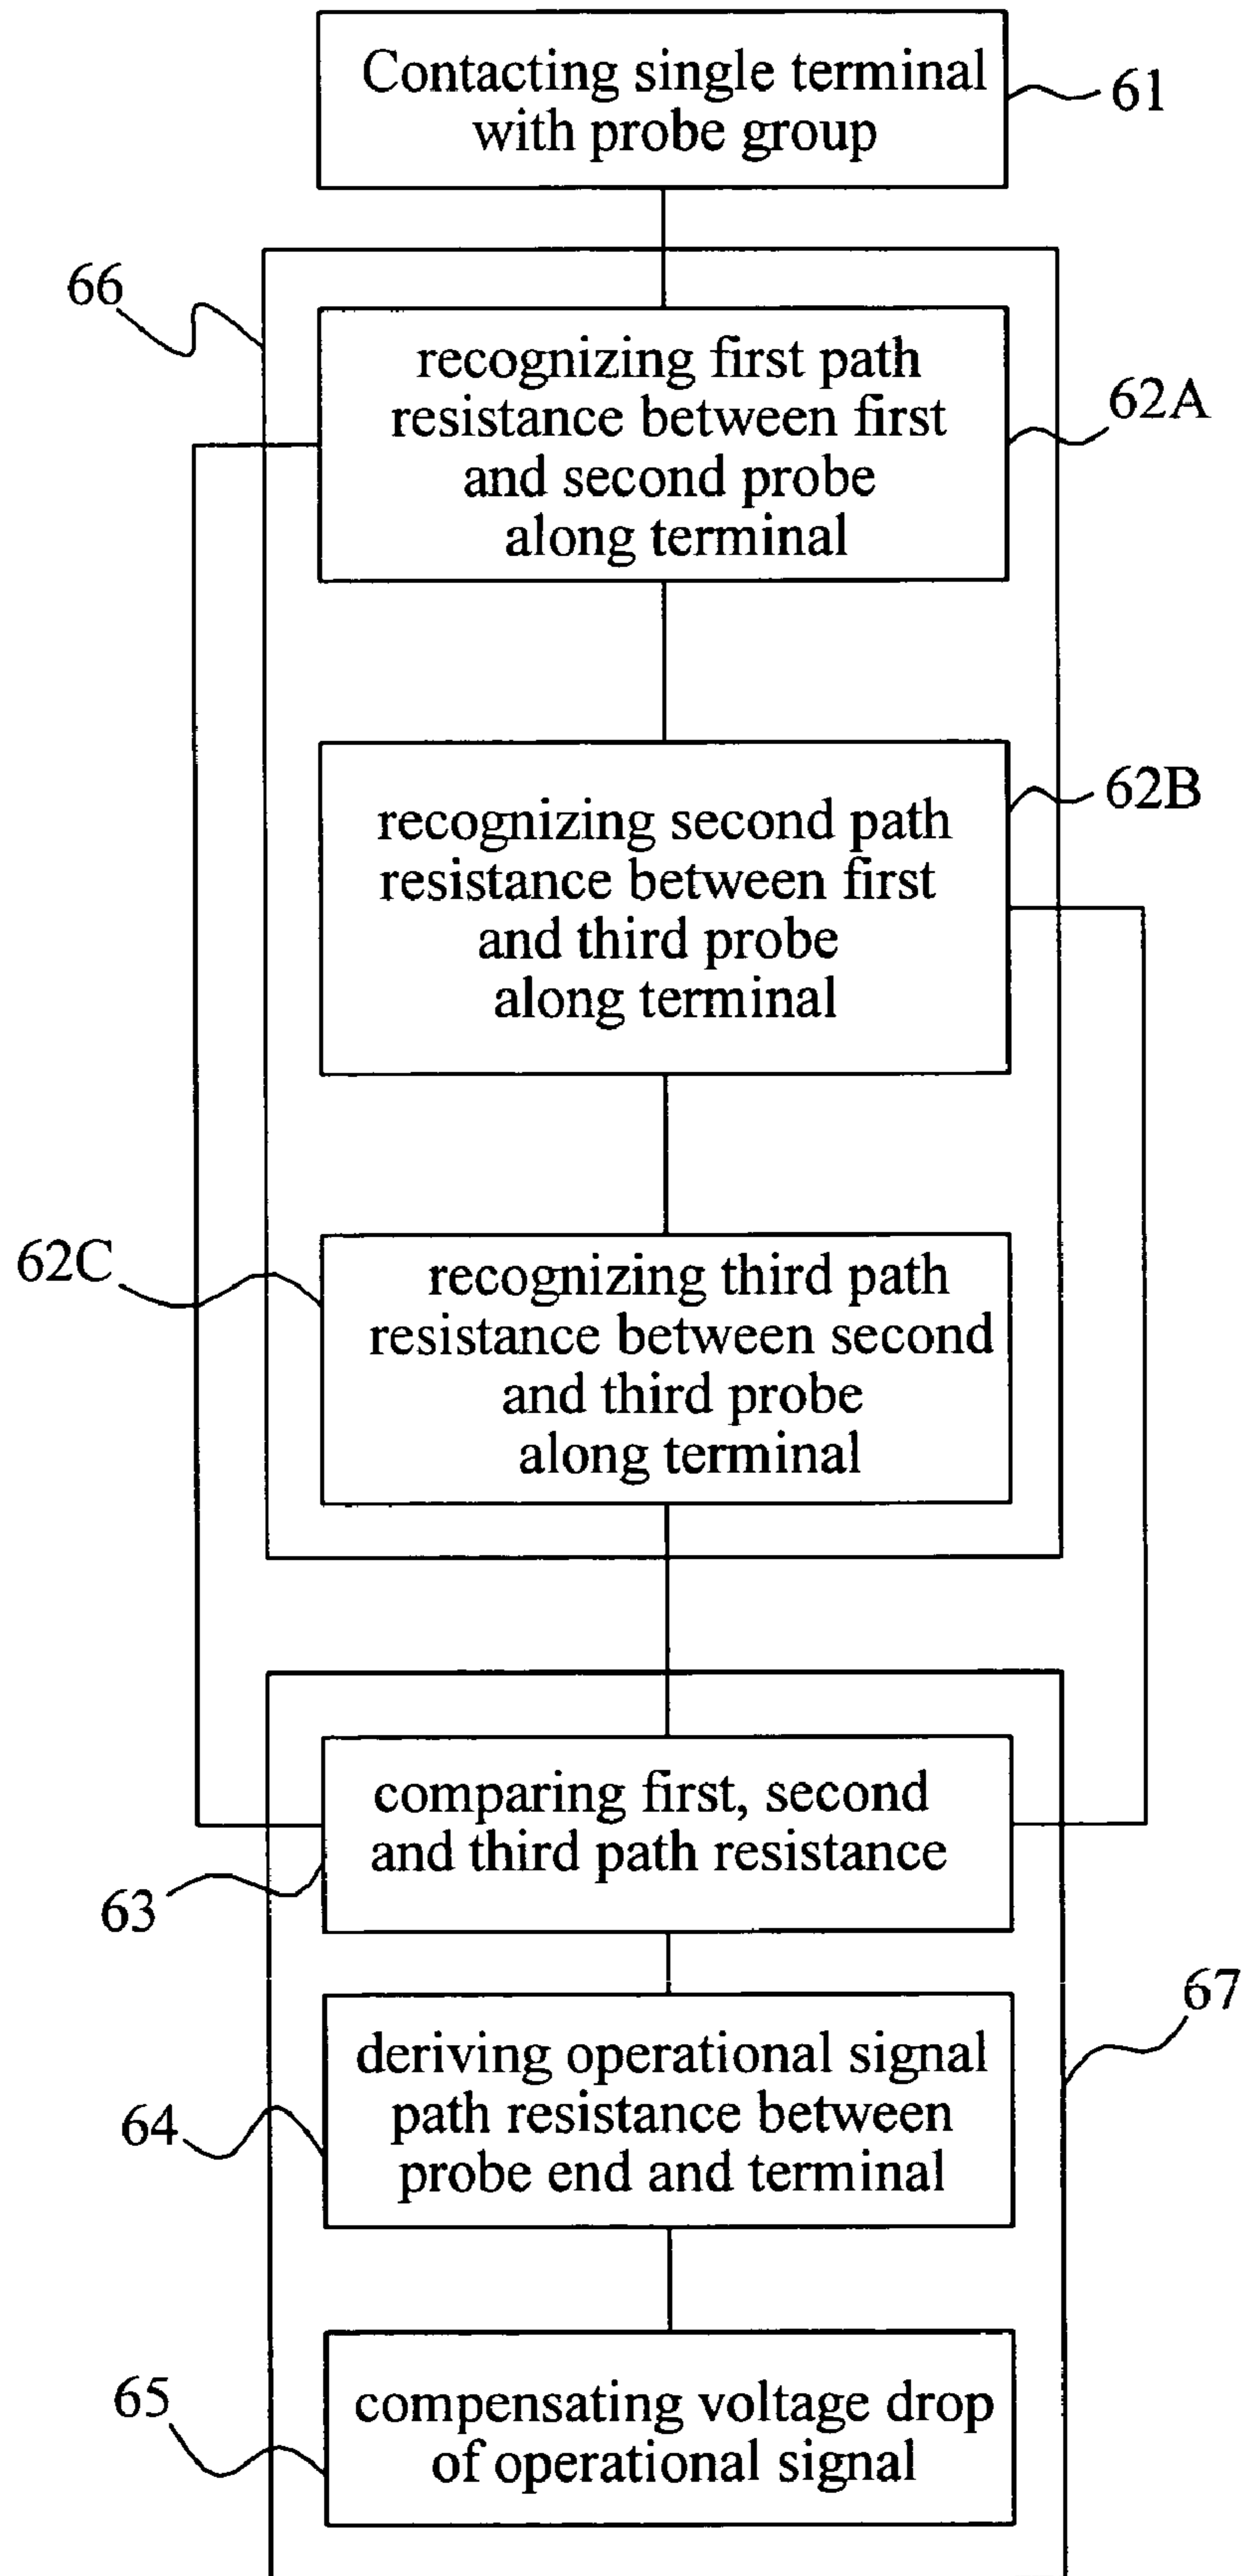 Contacting single terminal
with probe group
61
66
recognizing first path
resistance between first
and second probe
along terminal
62A
recognizing second path
resistance between first
and third probe
along terminal
62B
62C
recognizing third path
resistance between second
and third probe
along terminal
comparing first, second
and third path resistance
63
67
deriving operational signal
path resistance between
probe end and terminal
64
65
compensating voltage drop
of operational signal